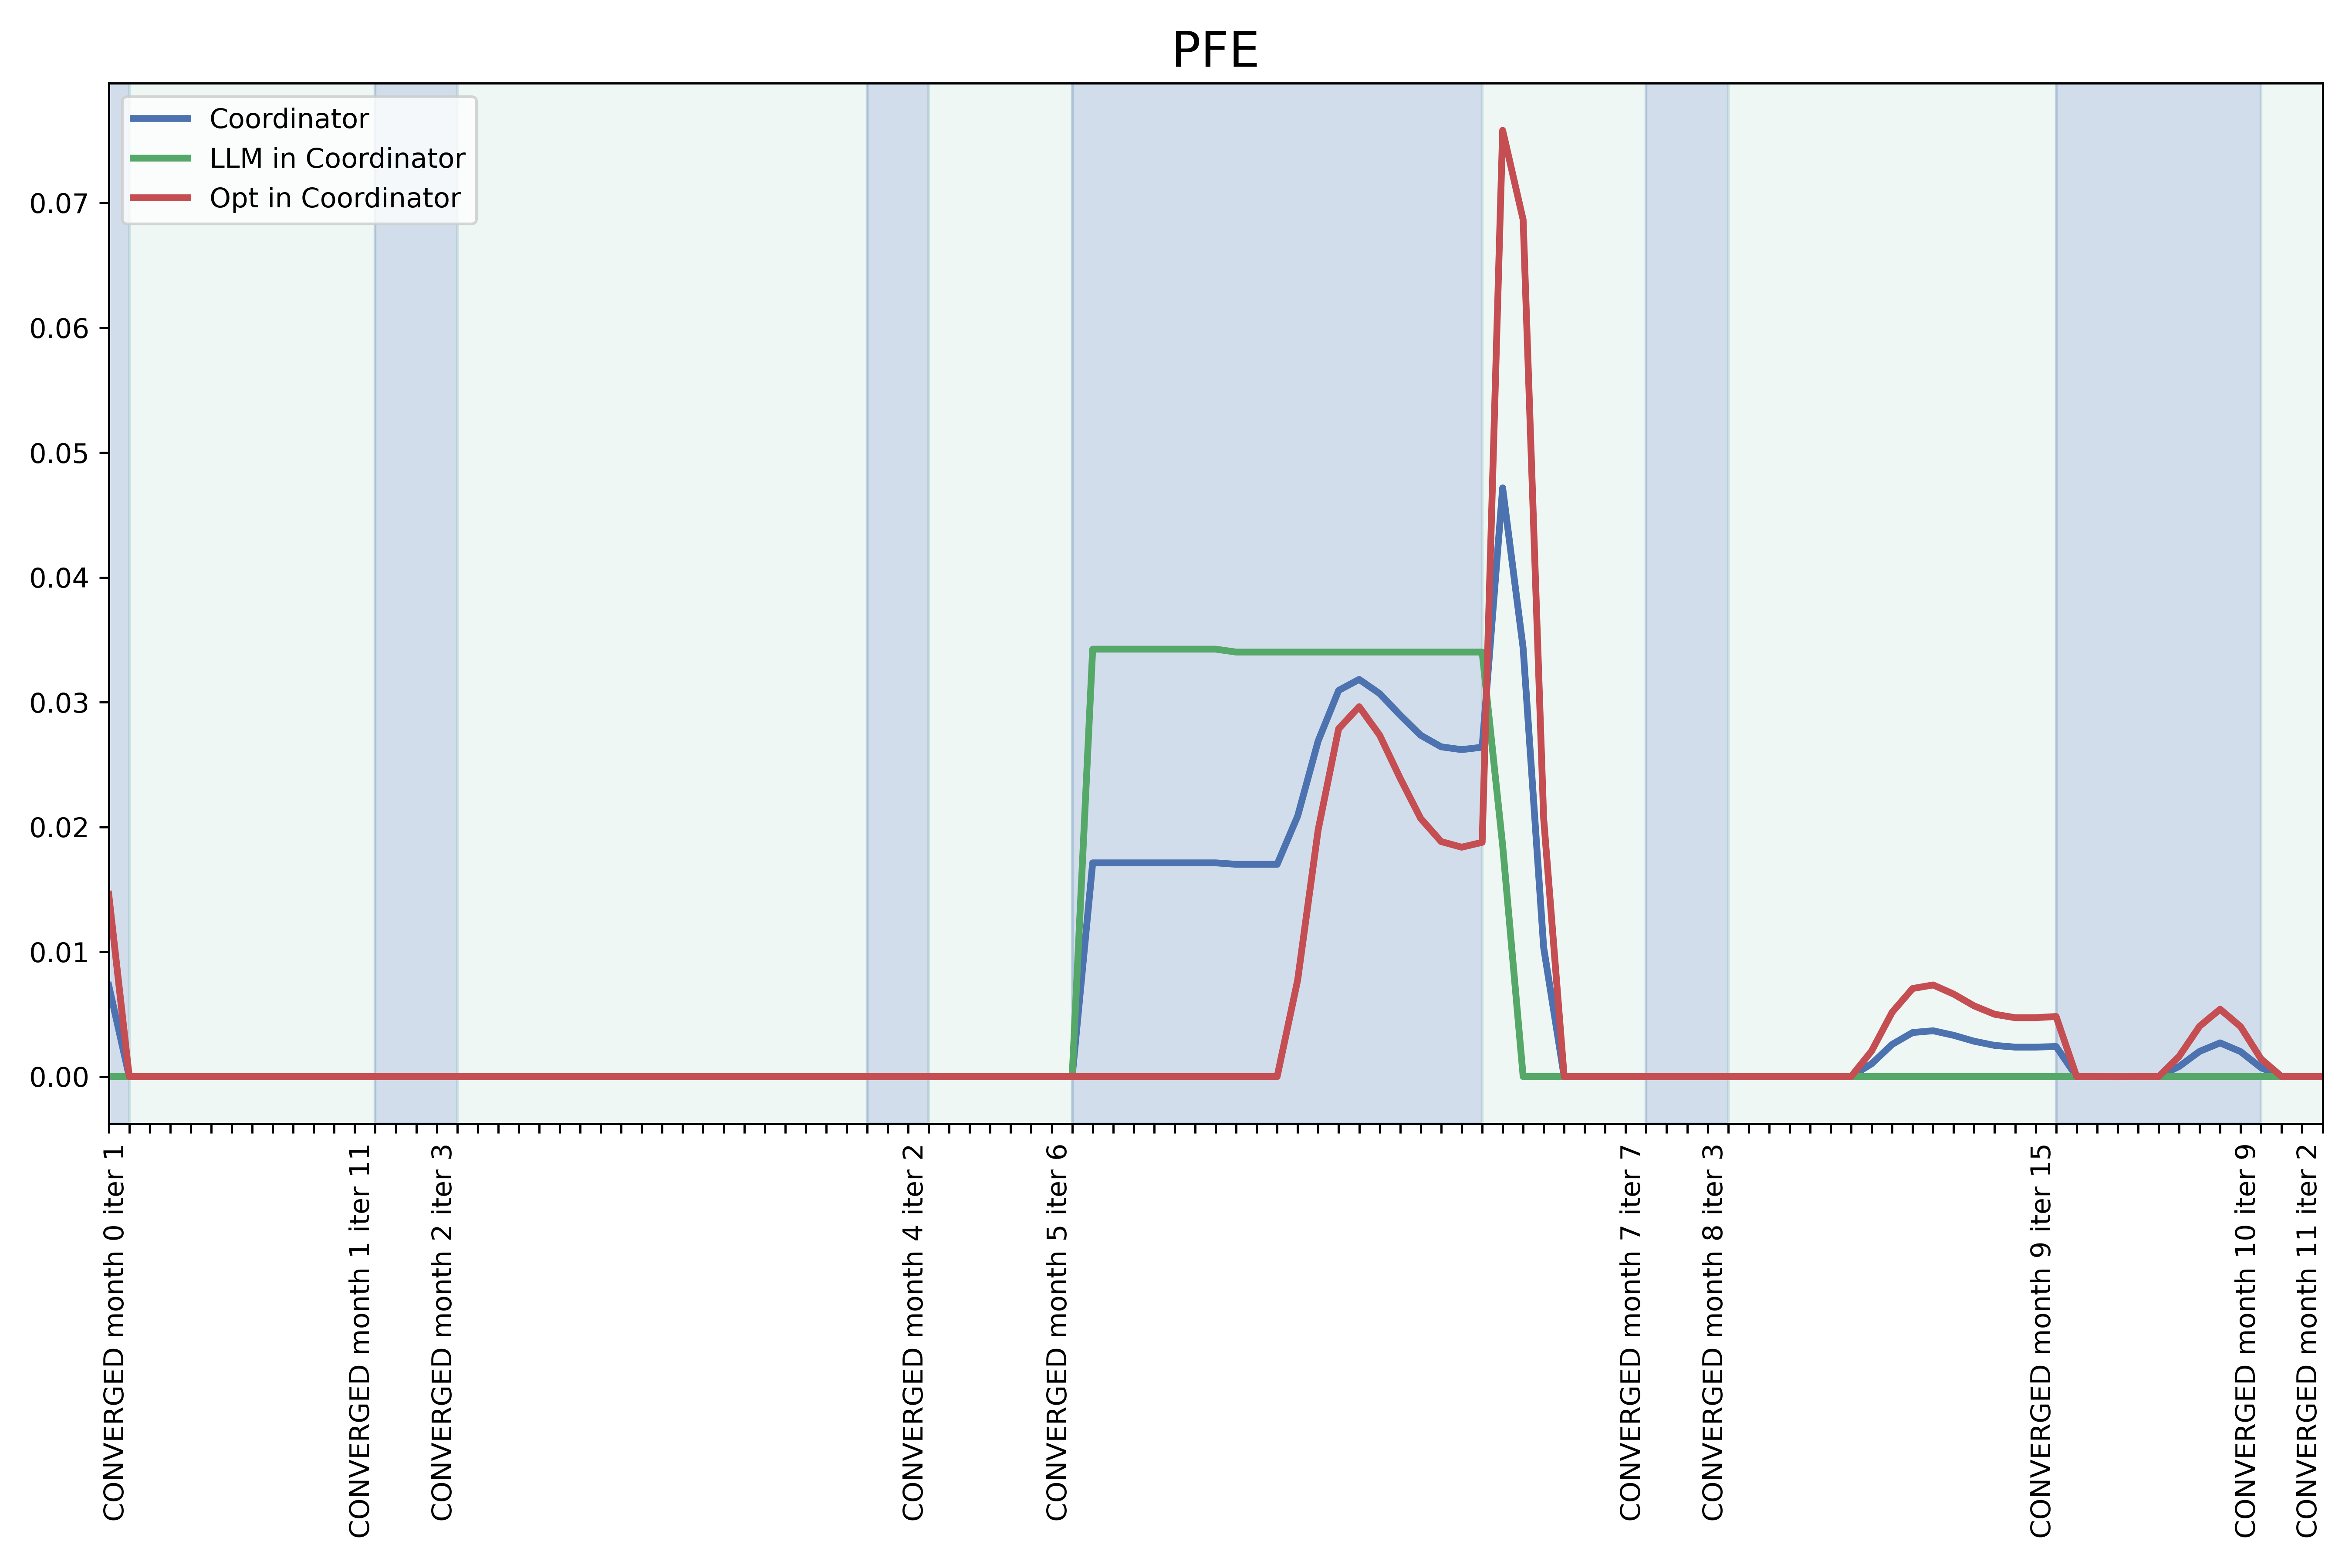 PFE
Coordinator
LLM in Coordinator
Opt in Coordinator
0.07
0.06
0.05
0.04
0.03
0.02
0.01
0.00
CONVERGED month 0 iter 1
CONVERGED month 1 iter 11
CONVERGED month 2 iter 3
CONVERGED month 4 iter 2
CONVERGED month 5 iter 6
CONVERGED month 7 iter 7
CONVERGED month 8 iter 3
CONVERGED month 9 iter 15
CONVERGED month 10 iter 9
CONVERGED month 11 iter 2